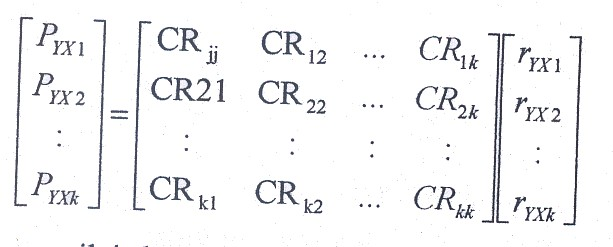 P_YX1 CR_jj CR_12 ... CR_1k r_YX1
P_YX2 = CR21 CR_22 ... CR_2k r_YX2
: : : : : :
P_YXk CR_k1 CR_k2 ... CR_kk r_YXk